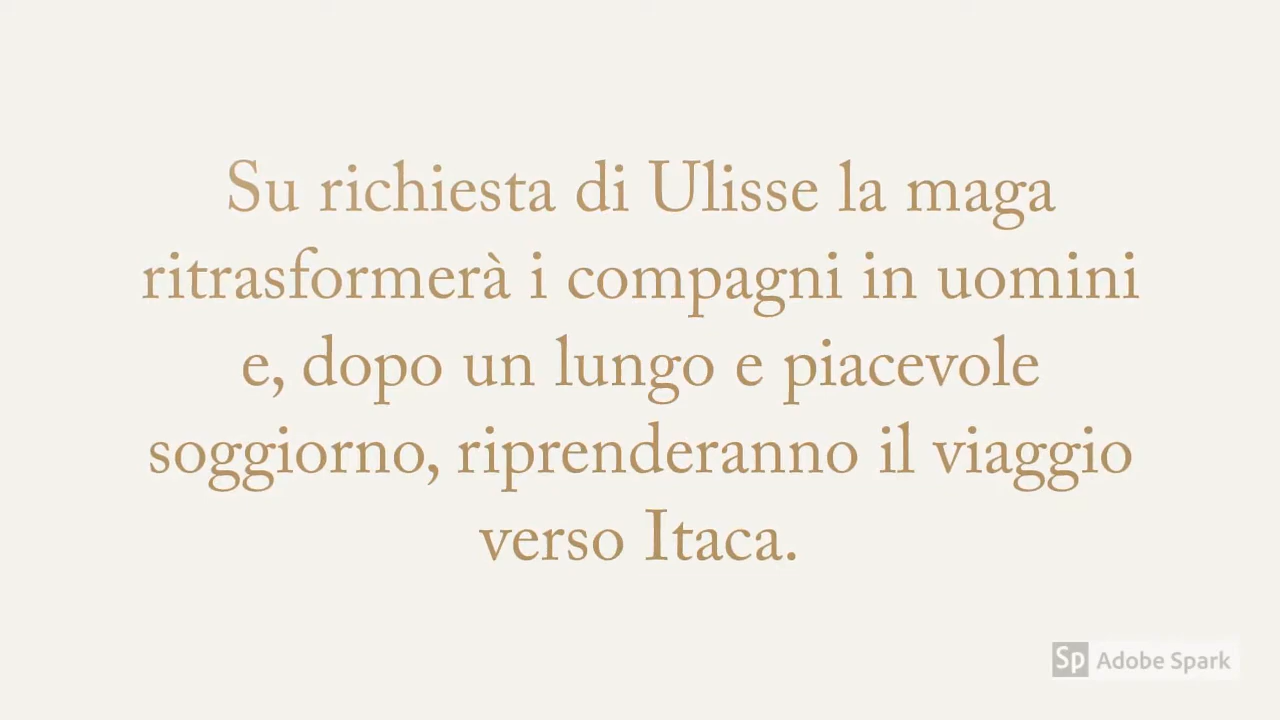 Su richiesta di Ulisse la maga
ritrasformerà i compagni in uomini
e, dopo un lungo e piacevole
soggiorno, riprenderanno il viaggio
verso Itaca.
Sp Adobe Spark